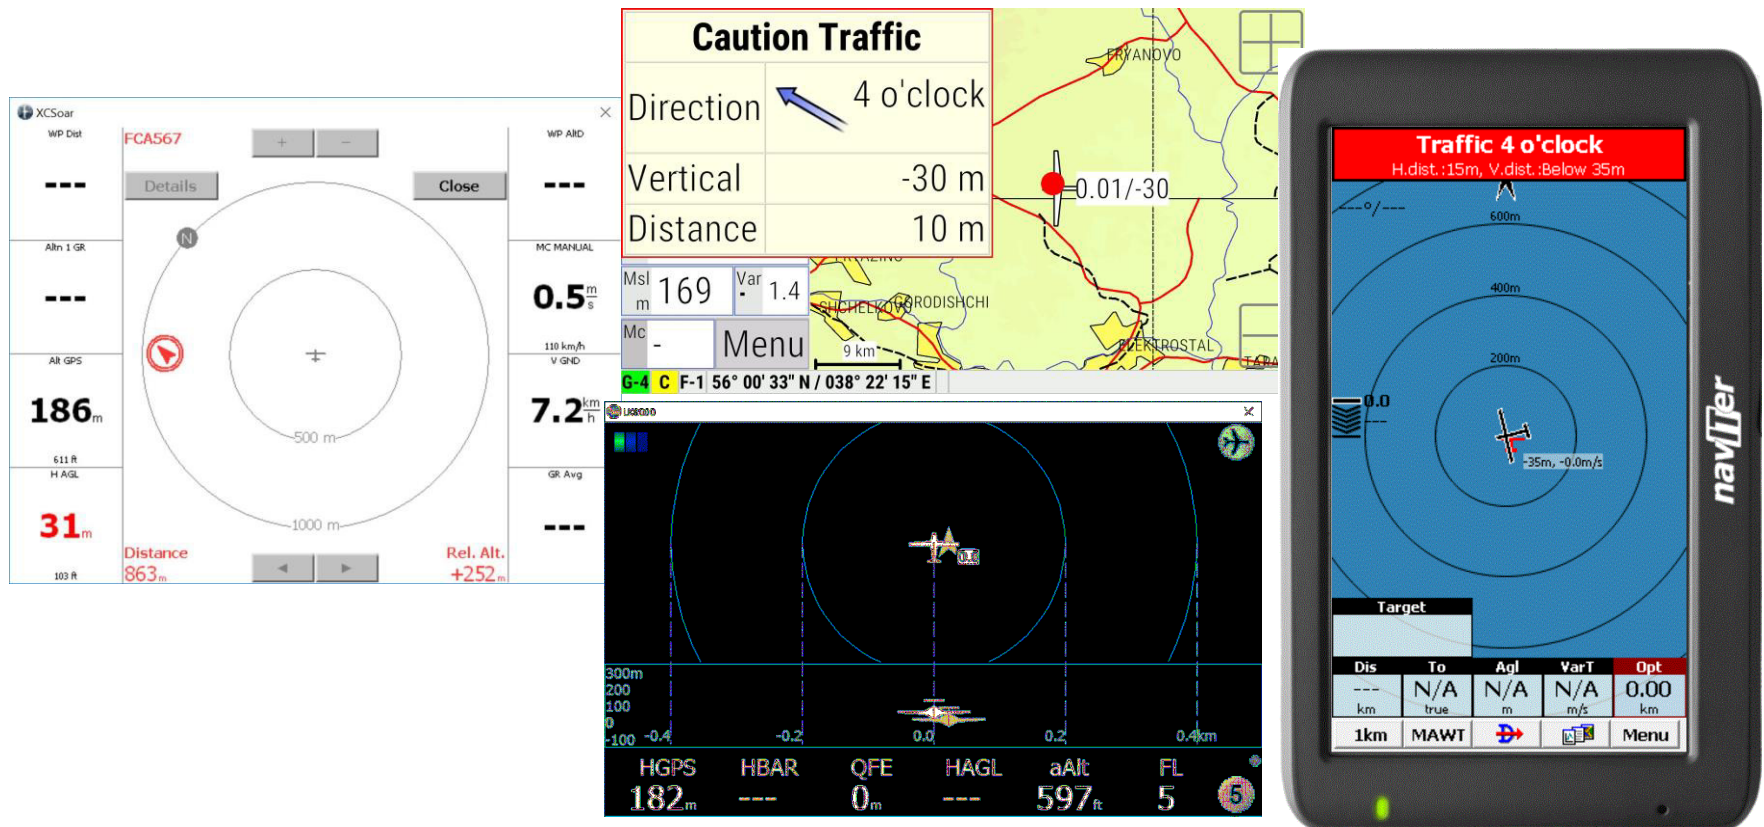 XCSoar
WP Dist
---
Altn 1 GR
---
Alt GPS
186m
611 ft
H AGL
31m
103 ft
FCA567
+
−
Details
Close
N
500 m
1000 m
Distance
863m
Rel. Alt.
+252m
WP AltD
---
MC MANUAL
0.5 m/s
110 km/h
V GND
7.2 km/h
GR Avg
---
Caution Traffic
Direction 4 o'clock
Vertical -30 m
Distance 10 m
Msl m 169
Var - 1.4
Mc -
Menu
FRYANOVO
0.01/-30
SHCHELKOVO
GORODISHCHI
ELEKTROSTAL
9 km
G-4 C F-1 56° 00' 33" N / 038° 22' 15" E
LK8000
300m
200
100
0
-100
-0.4 -0.2 0.0 0.2 0.4km
HGPS HBAR QFE HAGL aAlt FL
182m --- 0m --- 597ft 5
5
Traffic 4 o'clock
H.dist.:15m, V.dist.:Below 35m
---°/---
600m
400m
200m
0.0
---
-35m, -0.0m/s
Target
Dis To Agl VarT Opt
--- N/A N/A N/A 0.00
km true m m/s km
1km MAWT Menu
naviter